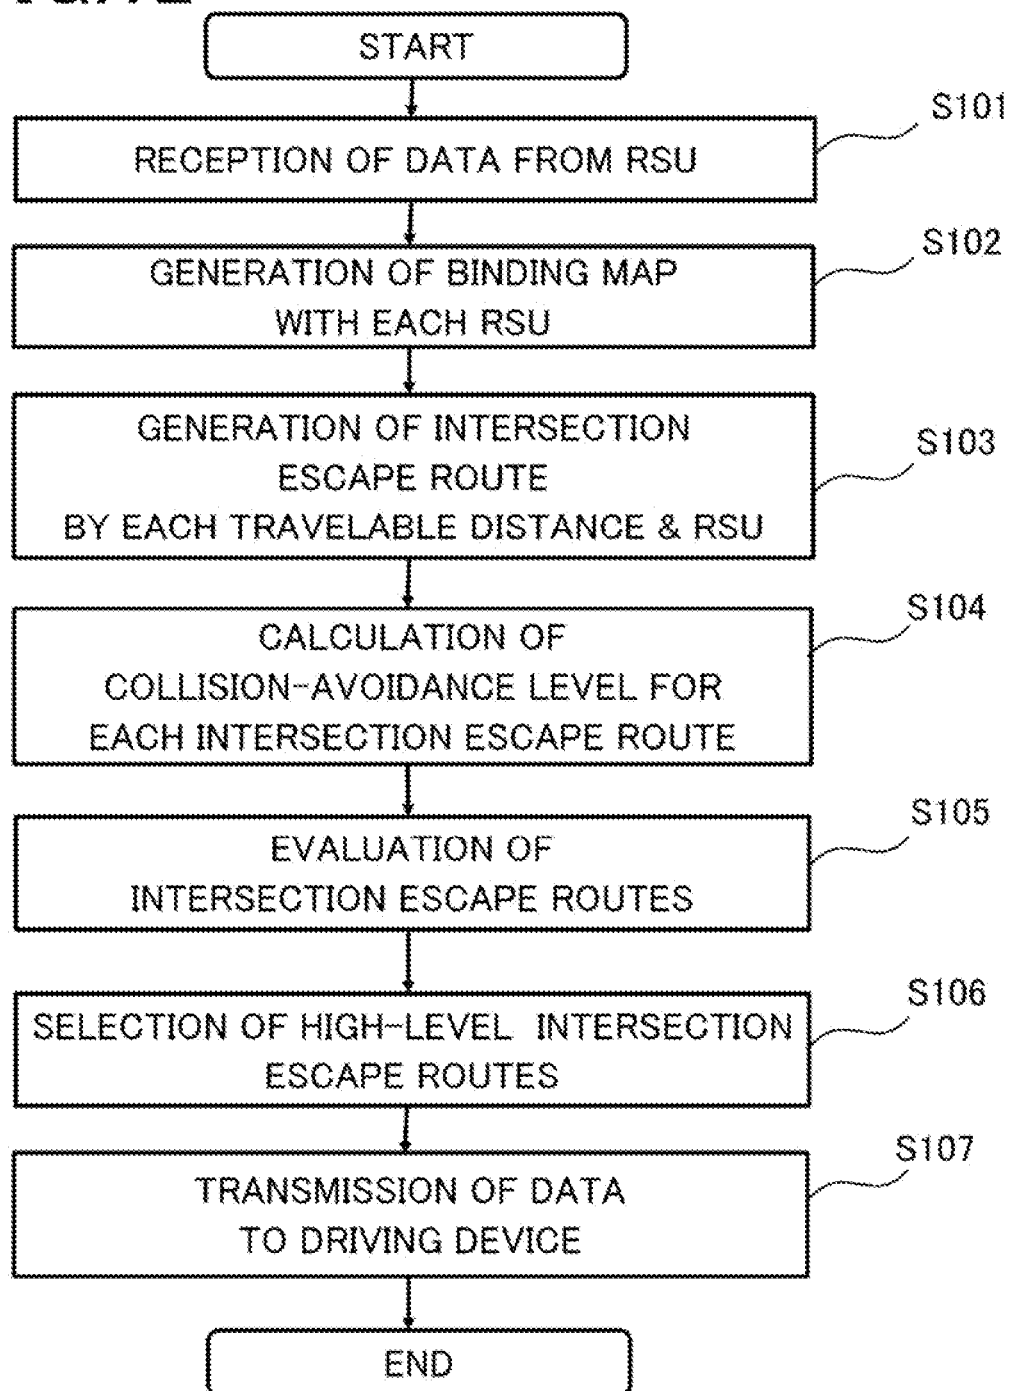 START
S101
RECEPTION OF DATA FROM RSU
S102
GENERATION OF BINDING MAP
WITH EACH RSU
S103
GENERATION OF INTERSECTION
ESCAPE ROUTE
BY EACH TRAVELABLE DISTANCE & RSU
S104
CALCULATION OF
COLLISION-AVOIDANCE LEVEL FOR
EACH INTERSECTION ESCAPE ROUTE
S105
EVALUATION OF
INTERSECTION ESCAPE ROUTES
S106
SELECTION OF HIGH-LEVEL INTERSECTION
ESCAPE ROUTES
S107
TRANSMISSION OF DATA
TO DRIVING DEVICE
END